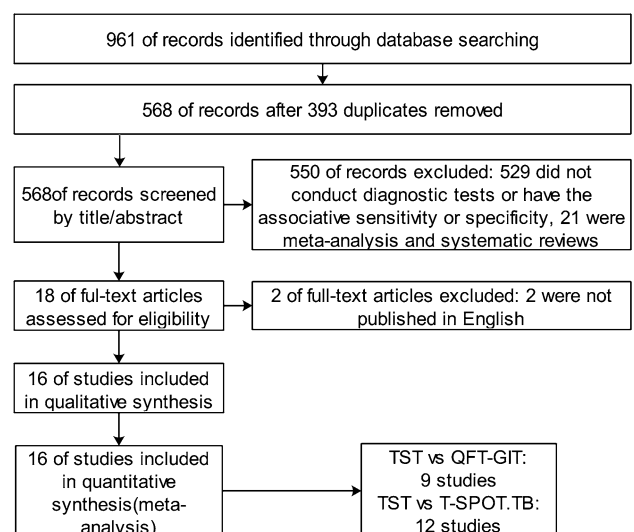 961 of records identified through database searching
568 of records after 393 duplicates removed
568of records screened
by title/abstract
550 of records excluded: 529 did not
conduct diagnostic tests or have the
associative sensitivity or specificity, 21 were
meta-analysis and systematic reviews
18 of ful-text articles
assessed for eligibility
2 of full-text articles excluded: 2 were not
published in English
16 of studies included
in qualitative synthesis
16 of studies included
in quantitative
synthesis(meta-
analysis)
TST vs QFT-GIT:
9 studies
TST vs T-SPOT.TB:
12 studies